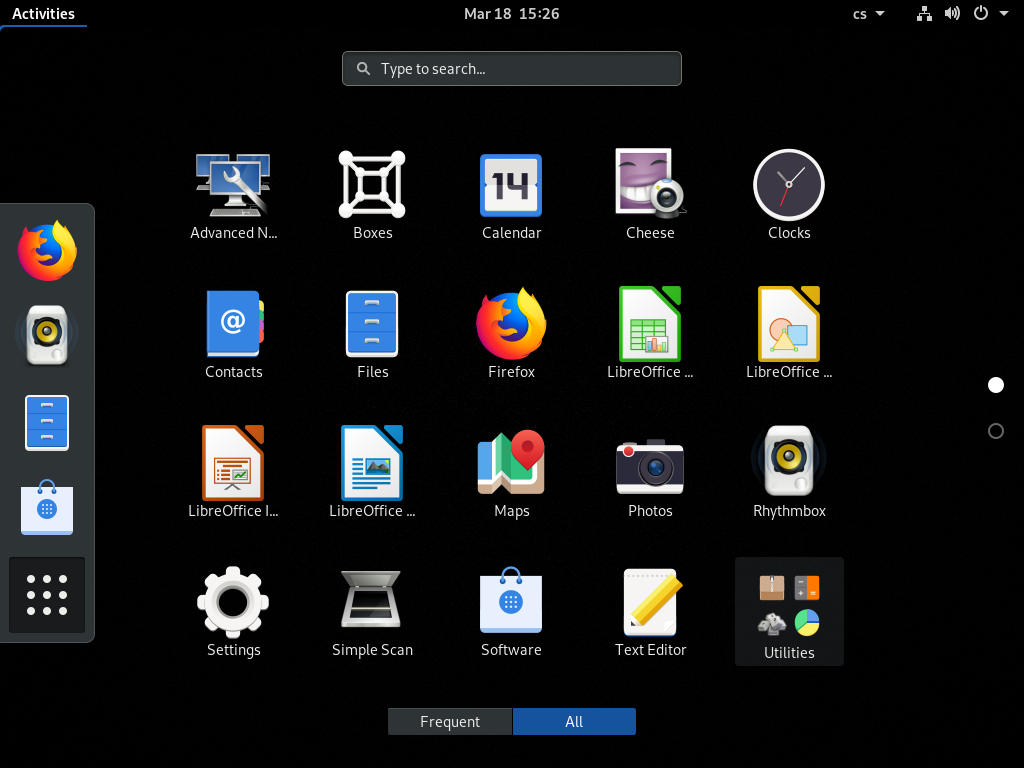 Activities
Mar 18 15:26
cs
Type to search...
Advanced N...
Boxes
14
Calendar
Cheese
Clocks
@
Contacts
Files
Firefox
LibreOffice ...
LibreOffice ...
LibreOffice I...
LibreOffice ...
Maps
Photos
Rhythmbox
Settings
Simple Scan
Software
Text Editor
Utilities
Frequent
All